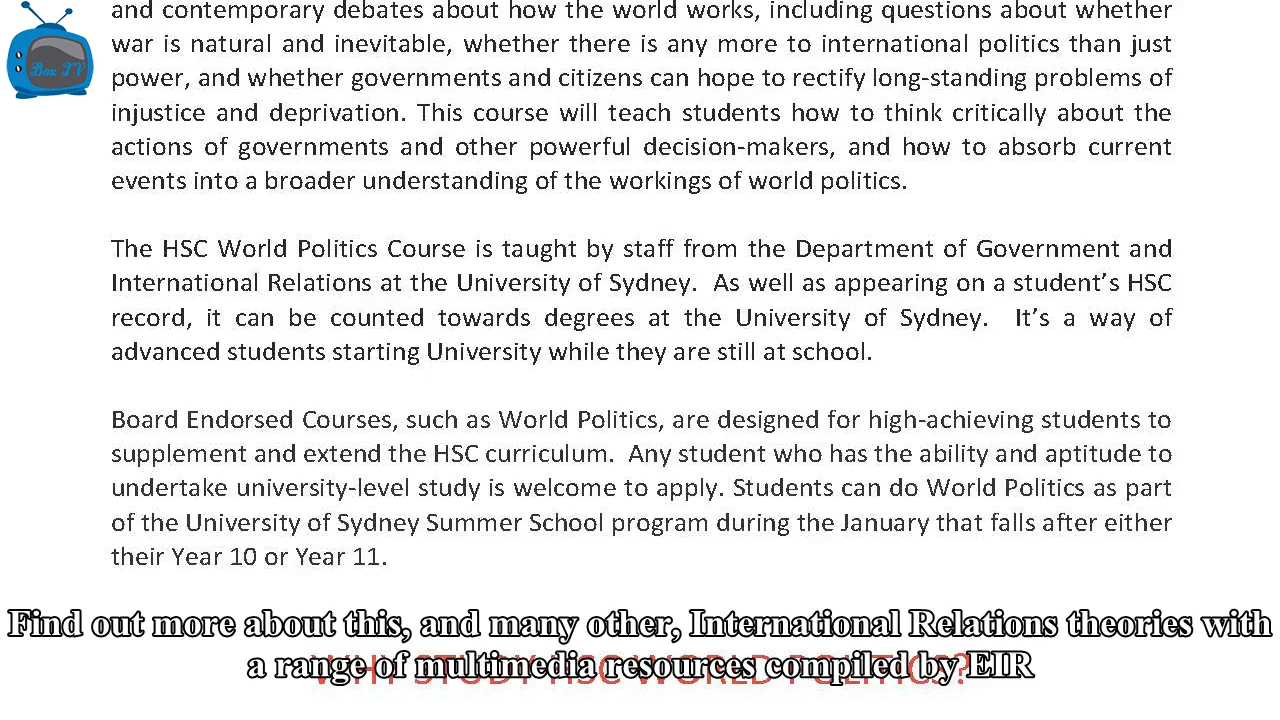 and contemporary debates about how the world works, including questions about whether
war is natural and inevitable, whether there is any more to international politics than just
power, and whether governments and citizens can hope to rectify long-standing problems of
injustice and deprivation. This course will teach students how to think critically about the
actions of governments and other powerful decision-makers, and how to absorb current
events into a broader understanding of the workings of world politics.
The HSC World Politics Course is taught by staff from the Department of Government and
International Relations at the University of Sydney.  As well as appearing on a student’s HSC
record, it can be counted towards degrees at the University of Sydney.  It’s a way of
advanced students starting University while they are still at school.
Board Endorsed Courses, such as World Politics, are designed for high-achieving students to
supplement and extend the HSC curriculum.  Any student who has the ability and aptitude to
undertake university-level study is welcome to apply. Students can do World Politics as part
of the University of Sydney Summer School program during the January that falls after either
their Year 10 or Year 11.
WHY STUDY HSC WORLD POLITICS?
Find out more about this, and many other, International Relations theories with
a range of multimedia resources compiled by EIR
Box TV